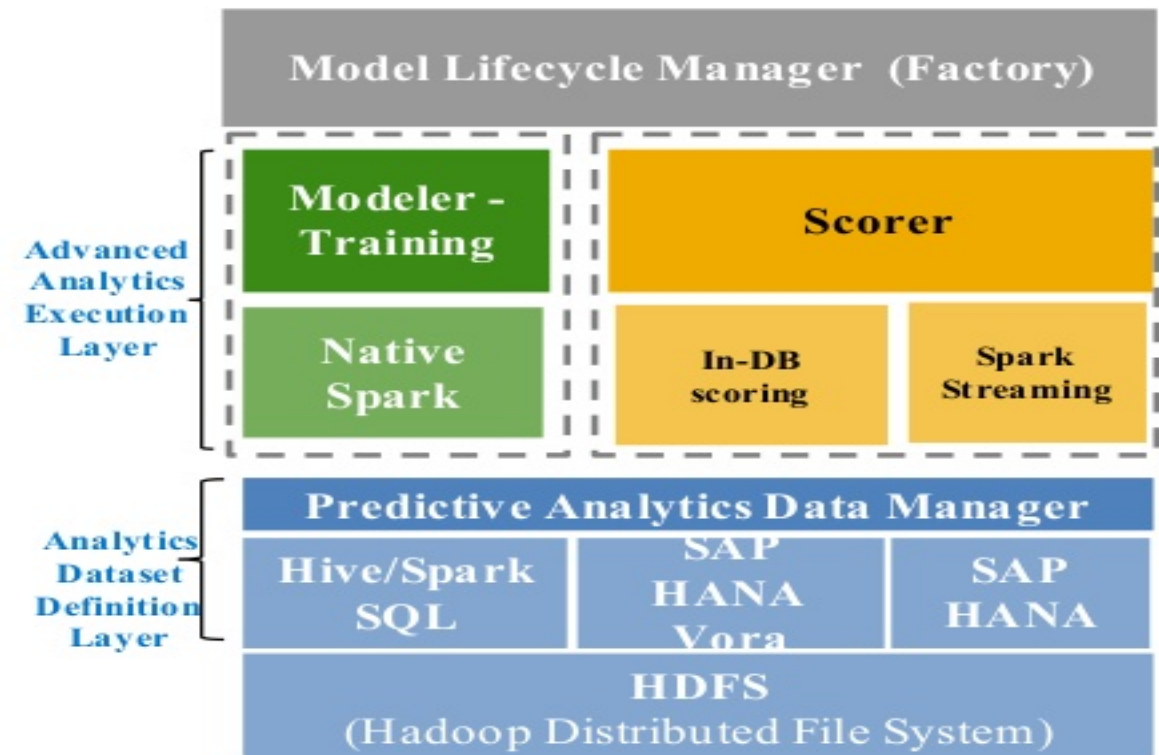 Model Lifecycle Manager (Factory)
Advanced
Analytics
Execution
Layer
Modeler -
Training
Scorer
Native
Spark
In-DB
scoring
Spark
Streaming
Analytics
Dataset
Definition
Layer
Predictive Analytics Data Manager
Hive/Spark
SQL
SAP
HANA
Vora
SAP
HANA
HDFS
(Hadoop Distributed File System)